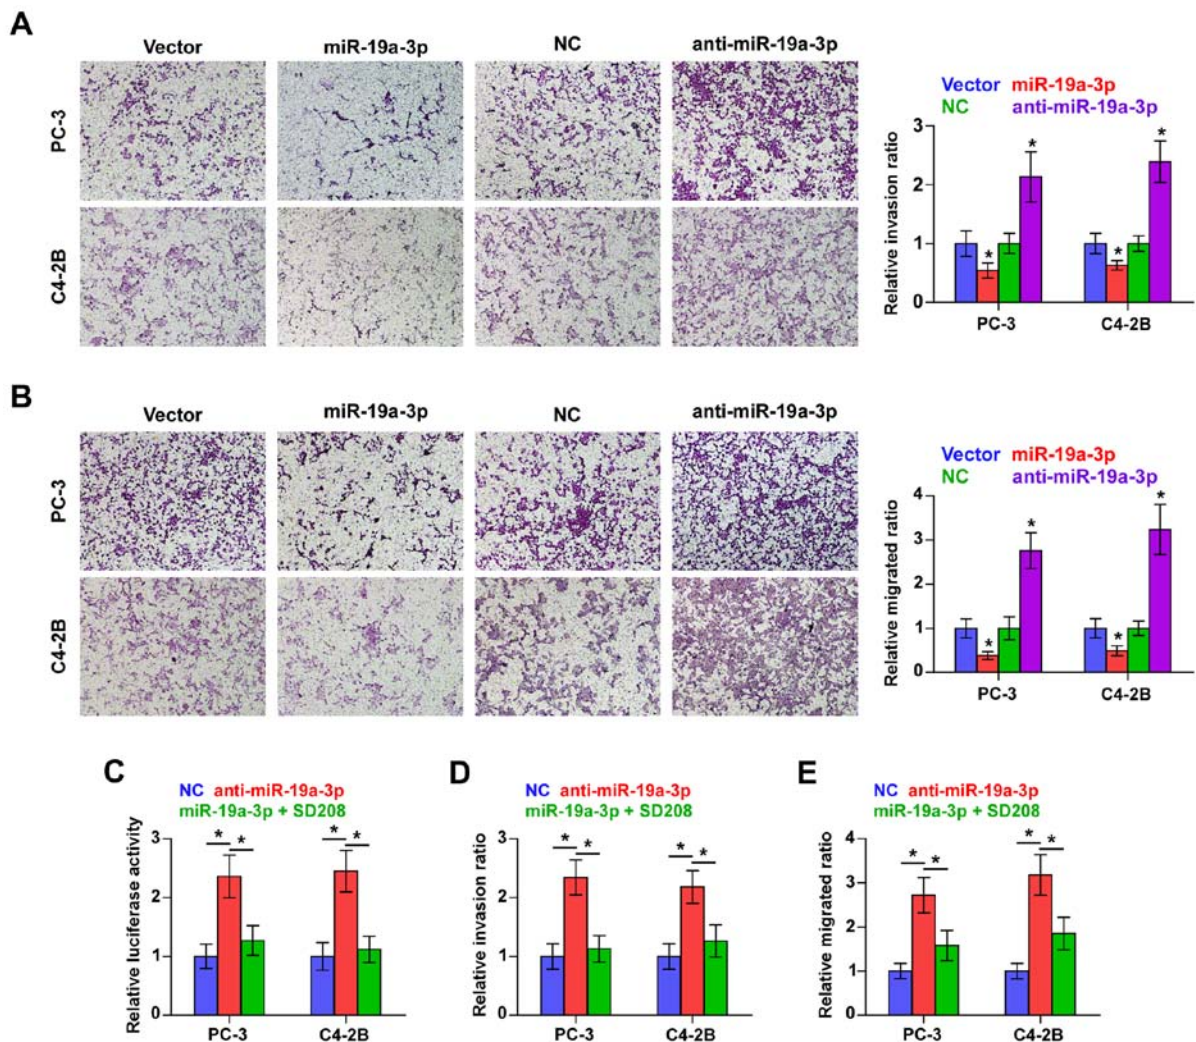 A
Vector miR-19a-3p NC anti-miR-19a-3p
PC-3
C4-2B
Vector miR-19a-3p
NC anti-miR-19a-3p
Relative invasion ratio
3
2
1
0
* * * *
PC-3 C4-2B
B
Vector miR-19a-3p NC anti-miR-19a-3p
PC-3
C4-2B
Vector miR-19a-3p
NC anti-miR-19a-3p
Relative migrated ratio
4
3
2
1
0
* * * *
PC-3 C4-2B
C
NC anti-miR-19a-3p
miR-19a-3p + SD208
Relative luciferase activity
3
2
1
0
* * * *
PC-3 C4-2B
D
NC anti-miR-19a-3p
miR-19a-3p + SD208
Relative invasion ratio
3
2
1
0
* * * *
PC-3 C4-2B
E
NC anti-miR-19a-3p
miR-19a-3p + SD208
Relative migrated ratio
4
3
2
1
0
* * * *
PC-3 C4-2B